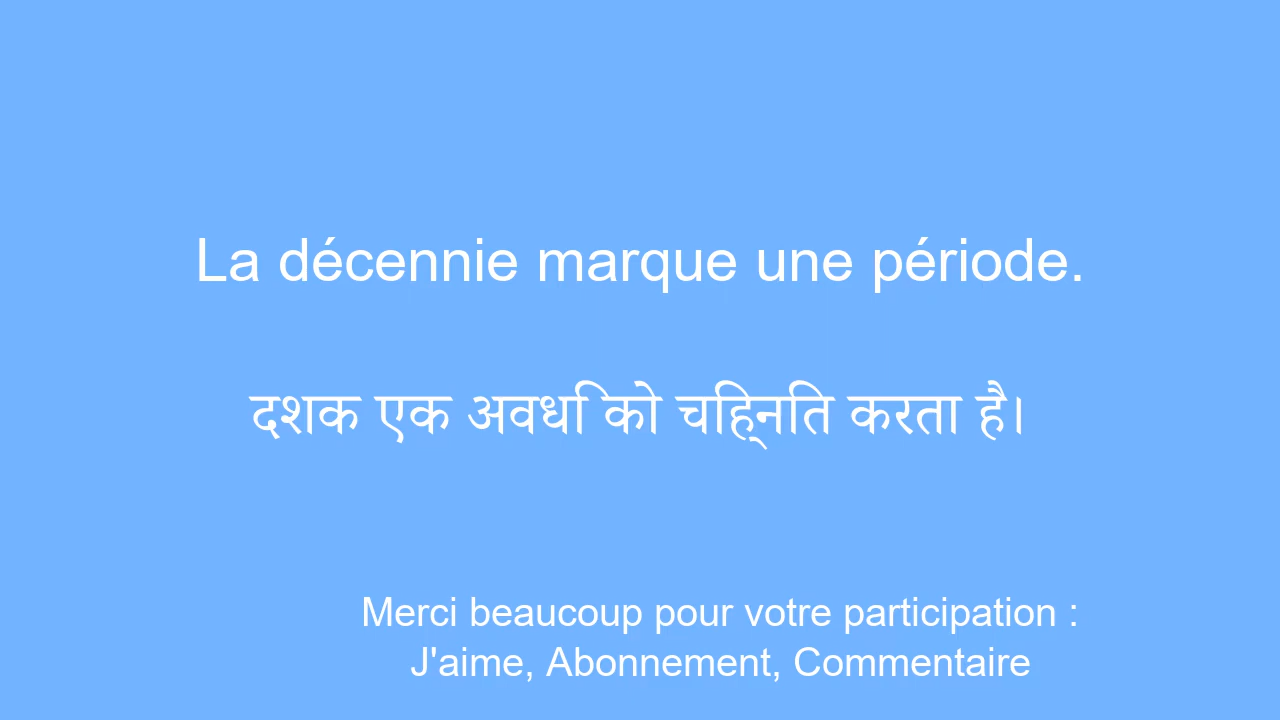 La décennie marque une période.
दशक एक अवधि को चिह्नित करता है।
Merci beaucoup pour votre participation :
J'aime, Abonnement, Commentaire